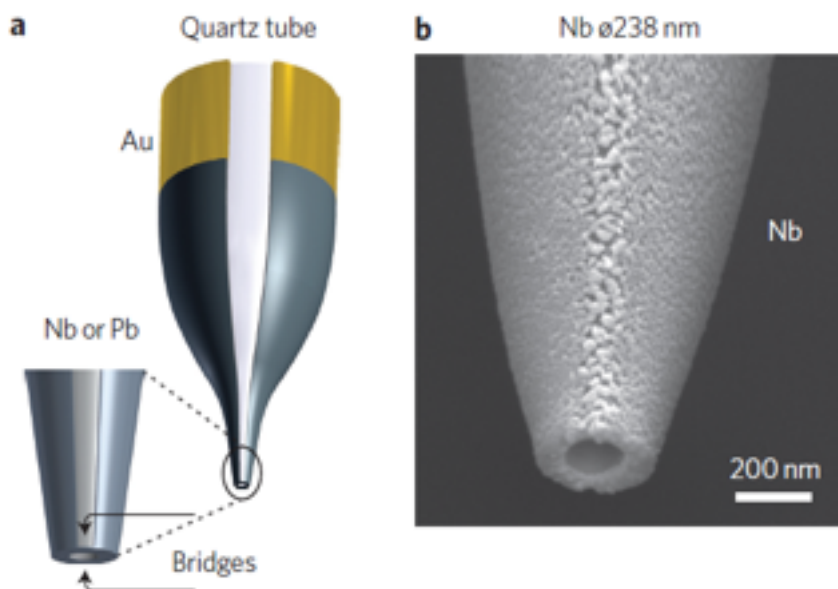 a
Quartz tube
Au
Nb or Pb
Bridges
b
Nb ø238 nm
Nb
200 nm